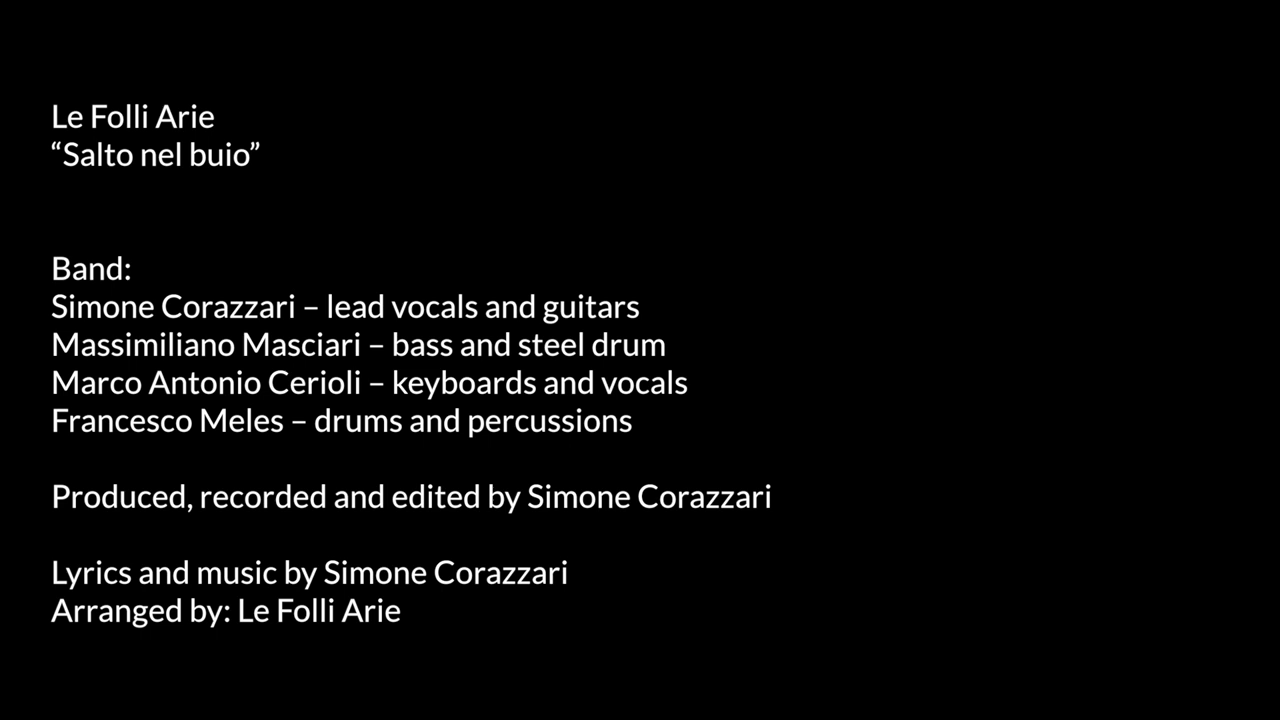 Le Folli Arie
“Salto nel buio”
Band:
Simone Corazzari – lead vocals and guitars
Massimiliano Masciari – bass and steel drum
Marco Antonio Cerioli – keyboards and vocals
Francesco Meles – drums and percussions
Produced, recorded and edited by Simone Corazzari
Lyrics and music by Simone Corazzari
Arranged by: Le Folli Arie